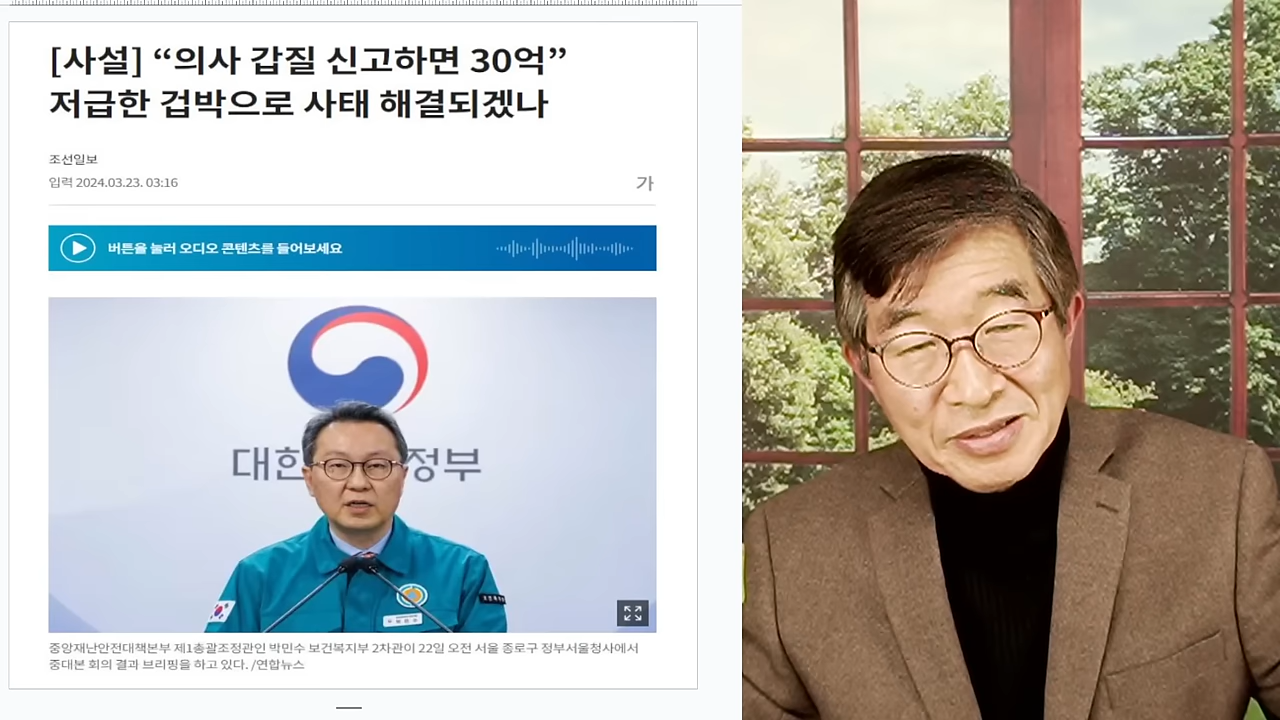 [사설] “의사 갑질 신고하면 30억”
저급한 겁박으로 사태 해결되겠나
조선일보
입력 2024.03.23. 03:16
가
버튼을 눌러 오디오 콘텐츠를 들어보세요
대한 정부
중앙재난안전대책본부 제1총괄조정관인 박민수 보건복지부 2차관이 22일 오전 서울 종로구 정부서울청사에서
중대본 회의 결과 브리핑을 하고 있다. /연합뉴스